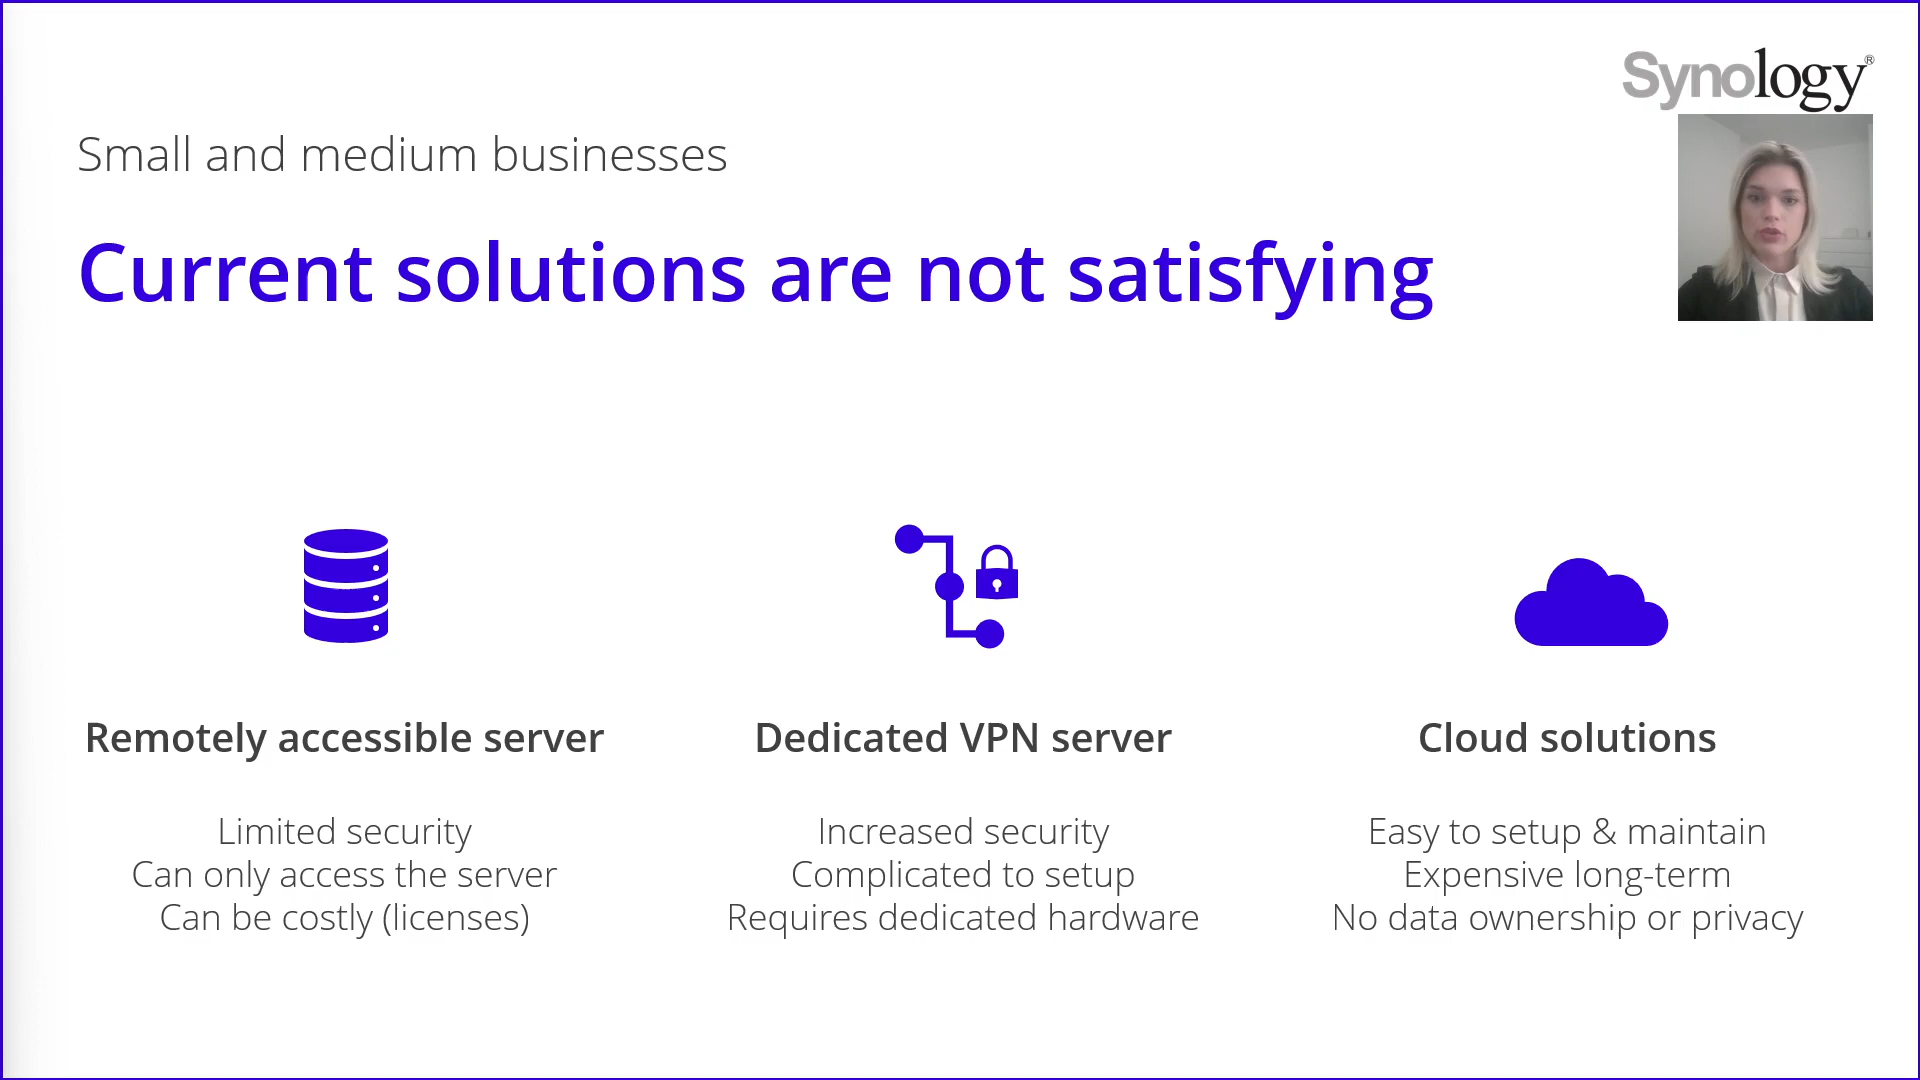 Synology®
Small and medium businesses
Current solutions are not satisfying
Remotely accessible server
Limited security
Can only access the server
Can be costly (licenses)
Dedicated VPN server
Increased security
Complicated to setup
Requires dedicated hardware
Cloud solutions
Easy to setup & maintain
Expensive long-term
No data ownership or privacy